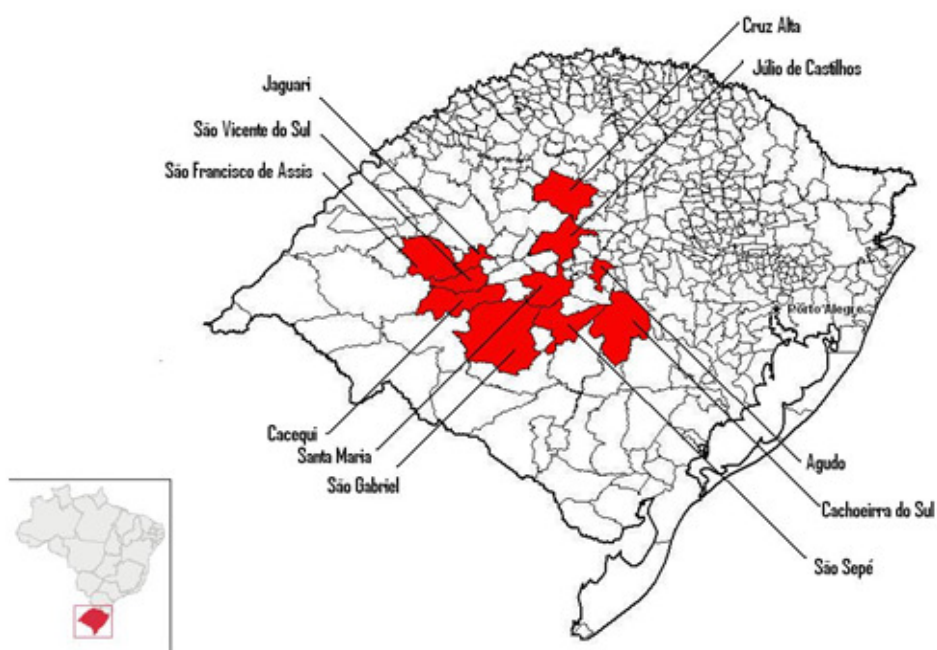 Cruz Alta
Júlio de Castilhos
Jaguari
São Vicente do Sul
São Francisco de Assis
Porto Alegre
Cacequi
Santa Maria
São Gabriel
Agudo
Cachoeirra do Sul
São Sepé